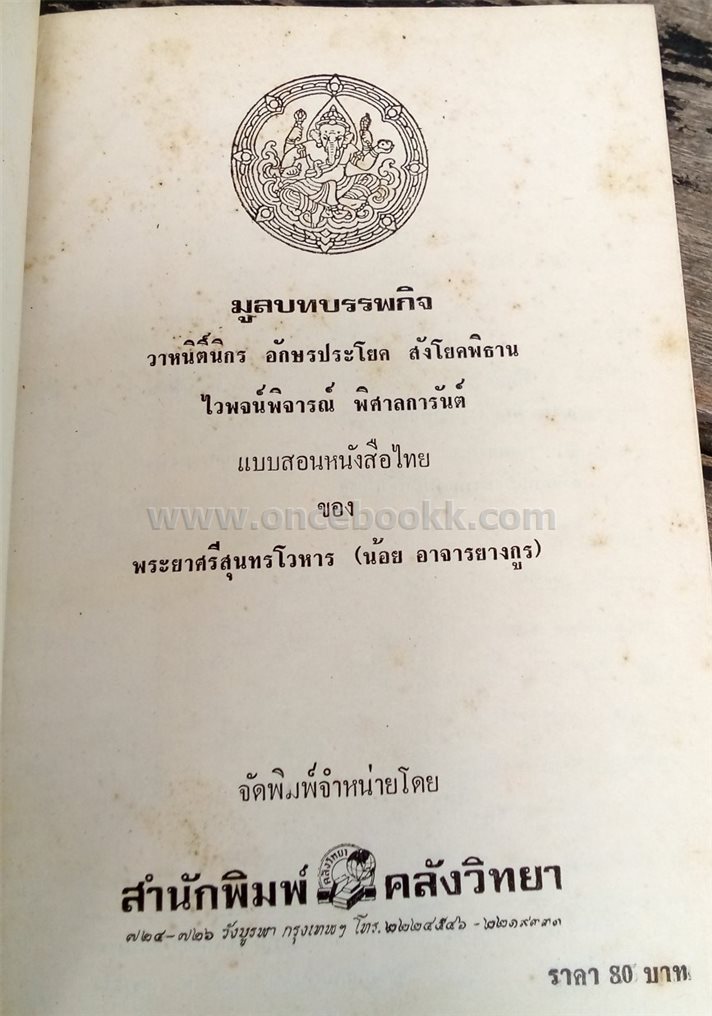 มูลบทบรรพกิจ
วาหนิติ์นิกร อักษรประโยค สังโยคพิธาน
ไวพจน์พิจารณ์ พิศาลการันต์
แบบสอนหนังสือไทย
ของ
www.oncebookk.com
พระยาศรีสุนทรโวหาร (น้อย อาจารยางกูร)
จัดพิมพ์จำหน่ายโดย
สำนักพิมพ์ คลังวิทยา คลังวิทยา
๗๒๔-๗๒๖ วังบูรพา กรุงเทพฯ โทร. ๒๒๒๔๕๔๖ - ๒๒๑๙๓๓๓
ราคา 80 บาท